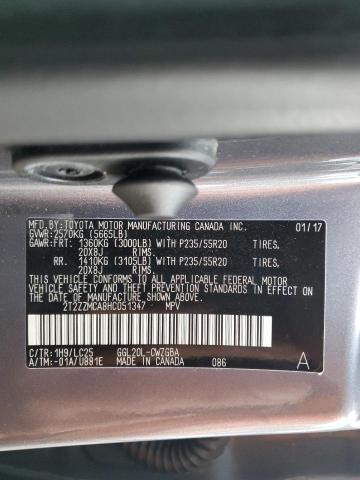 MFD. BY:TOYOTA MOTOR MANUFACTURING CANADA INC. 01/17
GVWR:2570KG (5665LB)
GAWR:FRT: 1360KG (3000LB) WITH P235/55R20 TIRES,
20X8J RIMS.
RR: 1410KG (3105LB) WITH P235/55R20 TIRES,
20X8J RIMS.
THIS VEHICLE CONFORMS TO ALL APPLICABLE FEDERAL MOTOR
VEHICLE SAFETY AND THEFT PREVENTION STANDARDS IN
EFFECT ON THE DATE OF MANUFACTURE SHOWN ABOVE.
2T2ZZMCA8HC051347 MPV
C/TR: 1H9/LC25 GGL20L-CWZGBA
A/TM: -01A/U881E 086 A